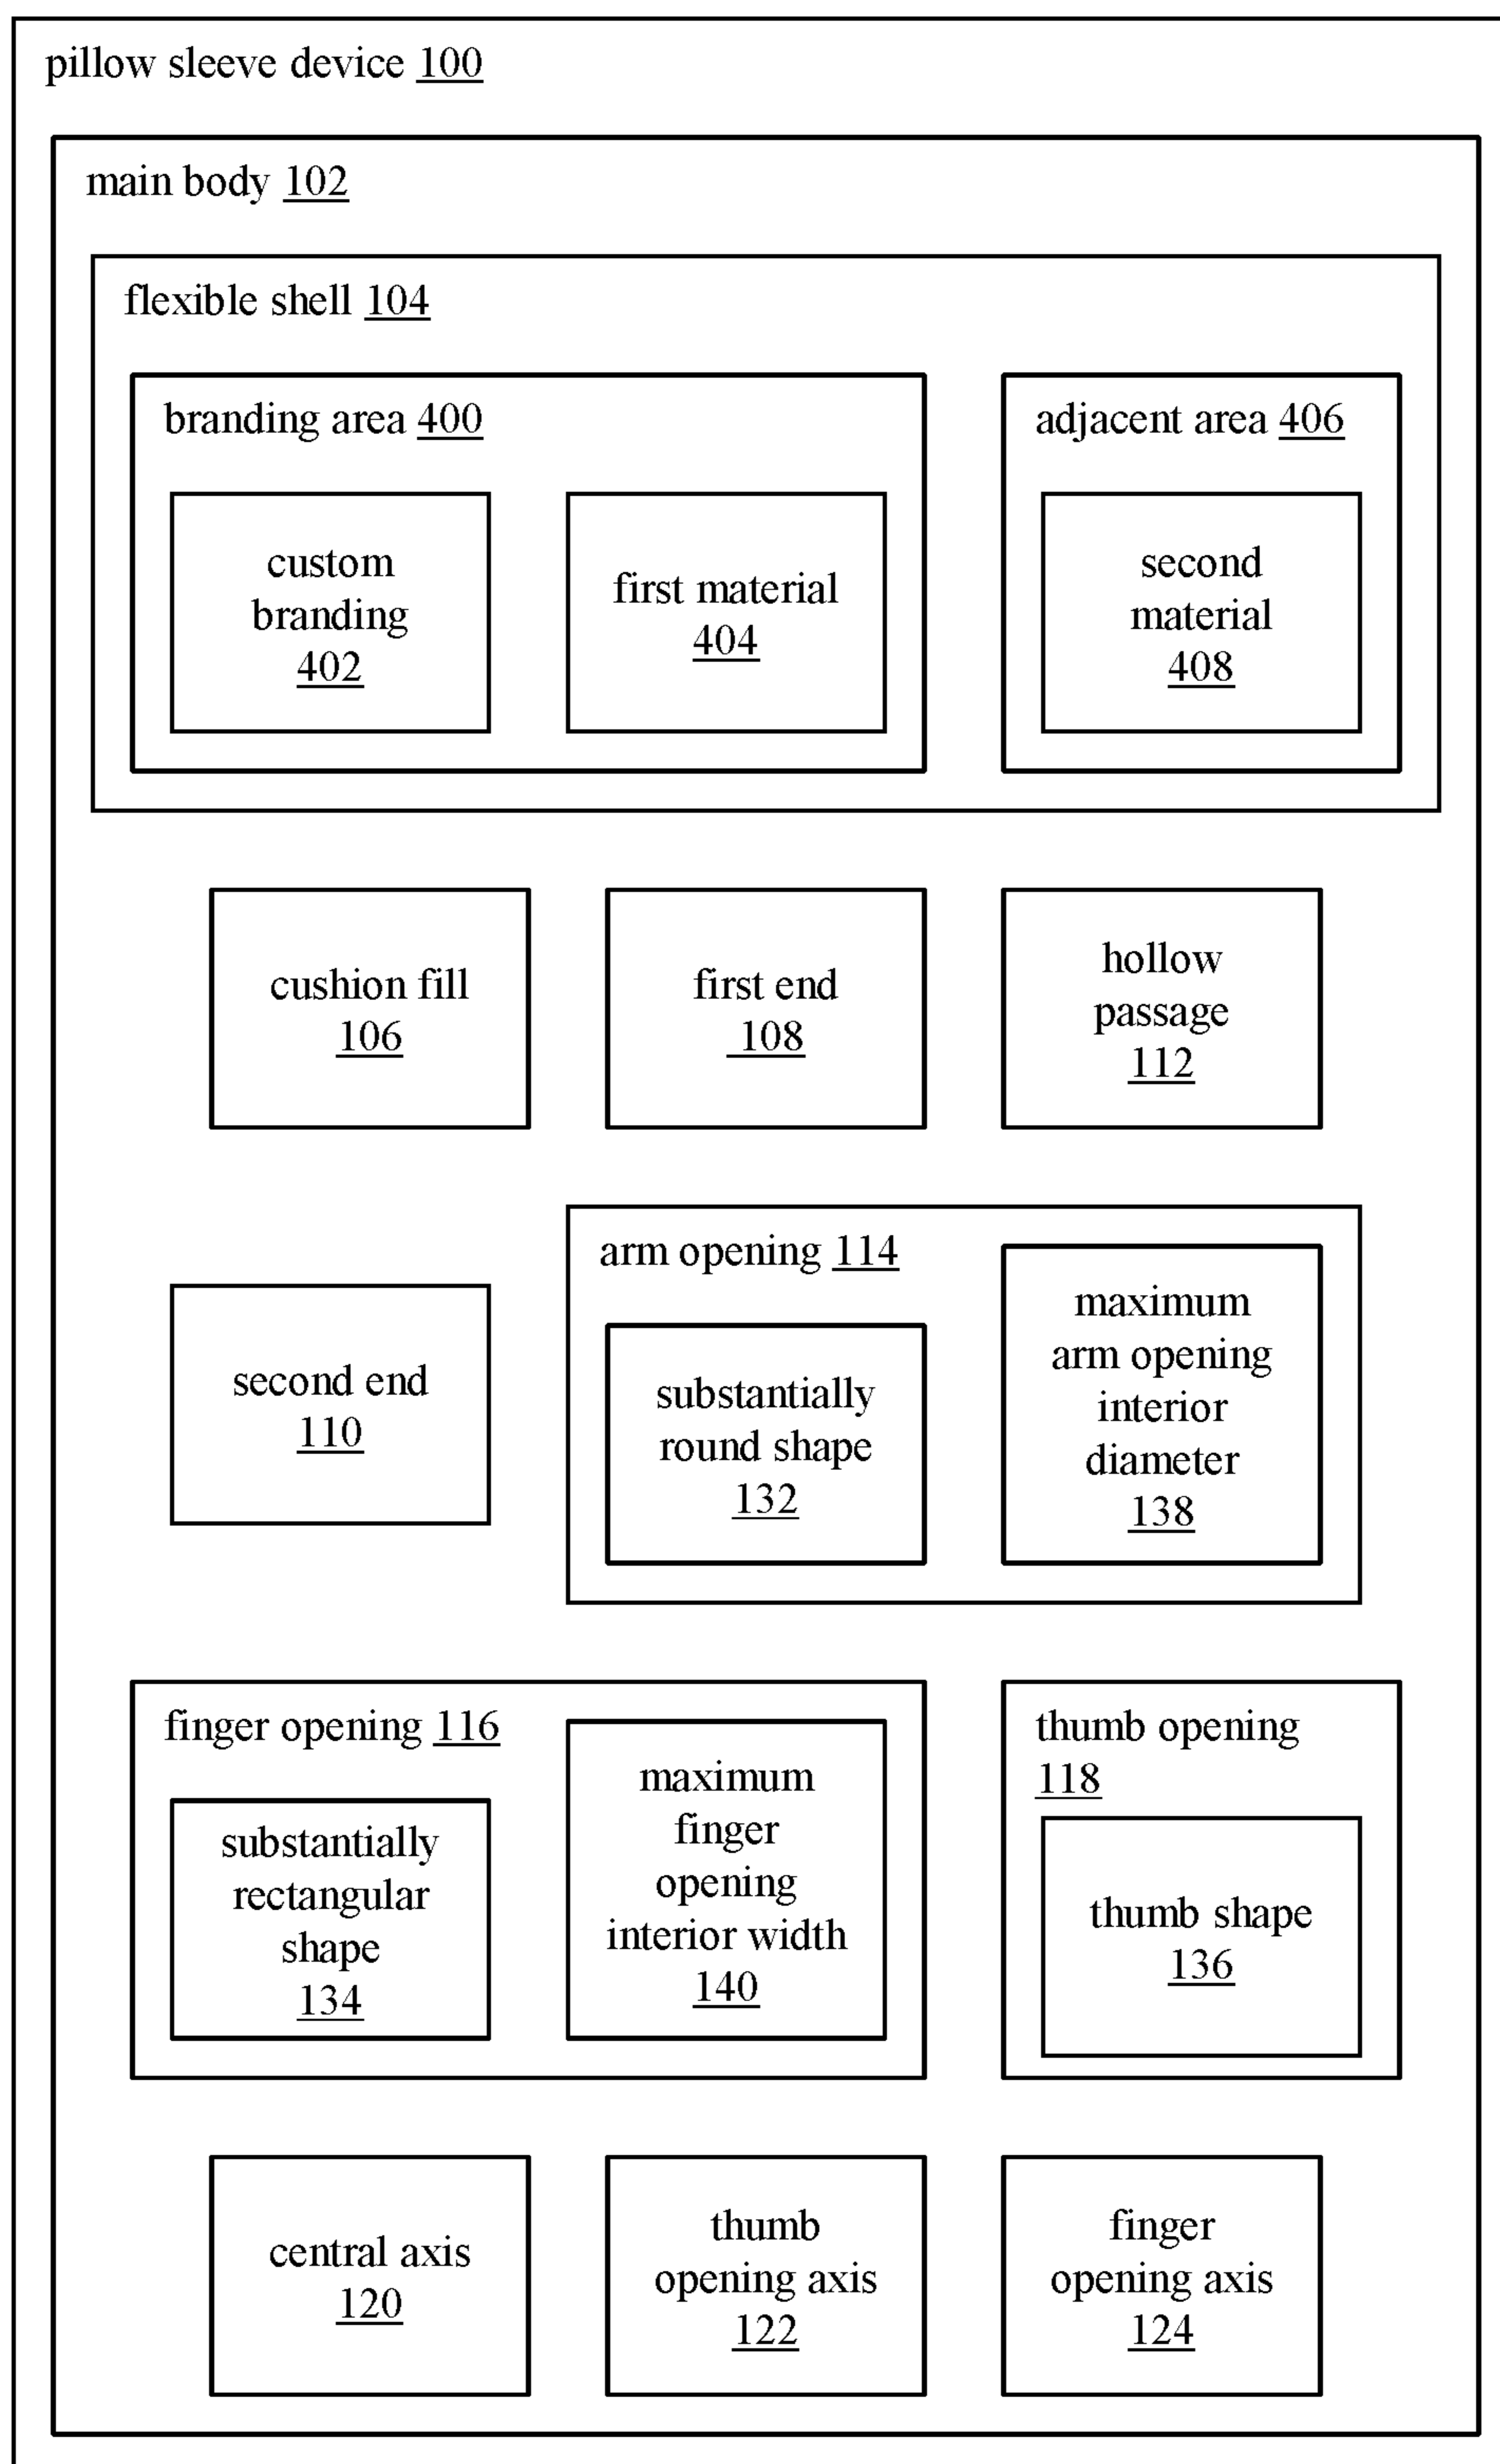 pillow sleeve device 100
main body 102
flexible shell 104
branding area 400
custom
branding
402
first material
404
adjacent area 406
second
material
408
cushion fill
106
first end
108
hollow
passage
112
second end
110
arm opening 114
substantially
round shape
132
maximum
arm opening
interior
diameter
138
finger opening 116
substantially
rectangular
shape
134
maximum
finger
opening
interior width
140
thumb opening
118
thumb shape
136
central axis
120
thumb
opening axis
122
finger
opening axis
124